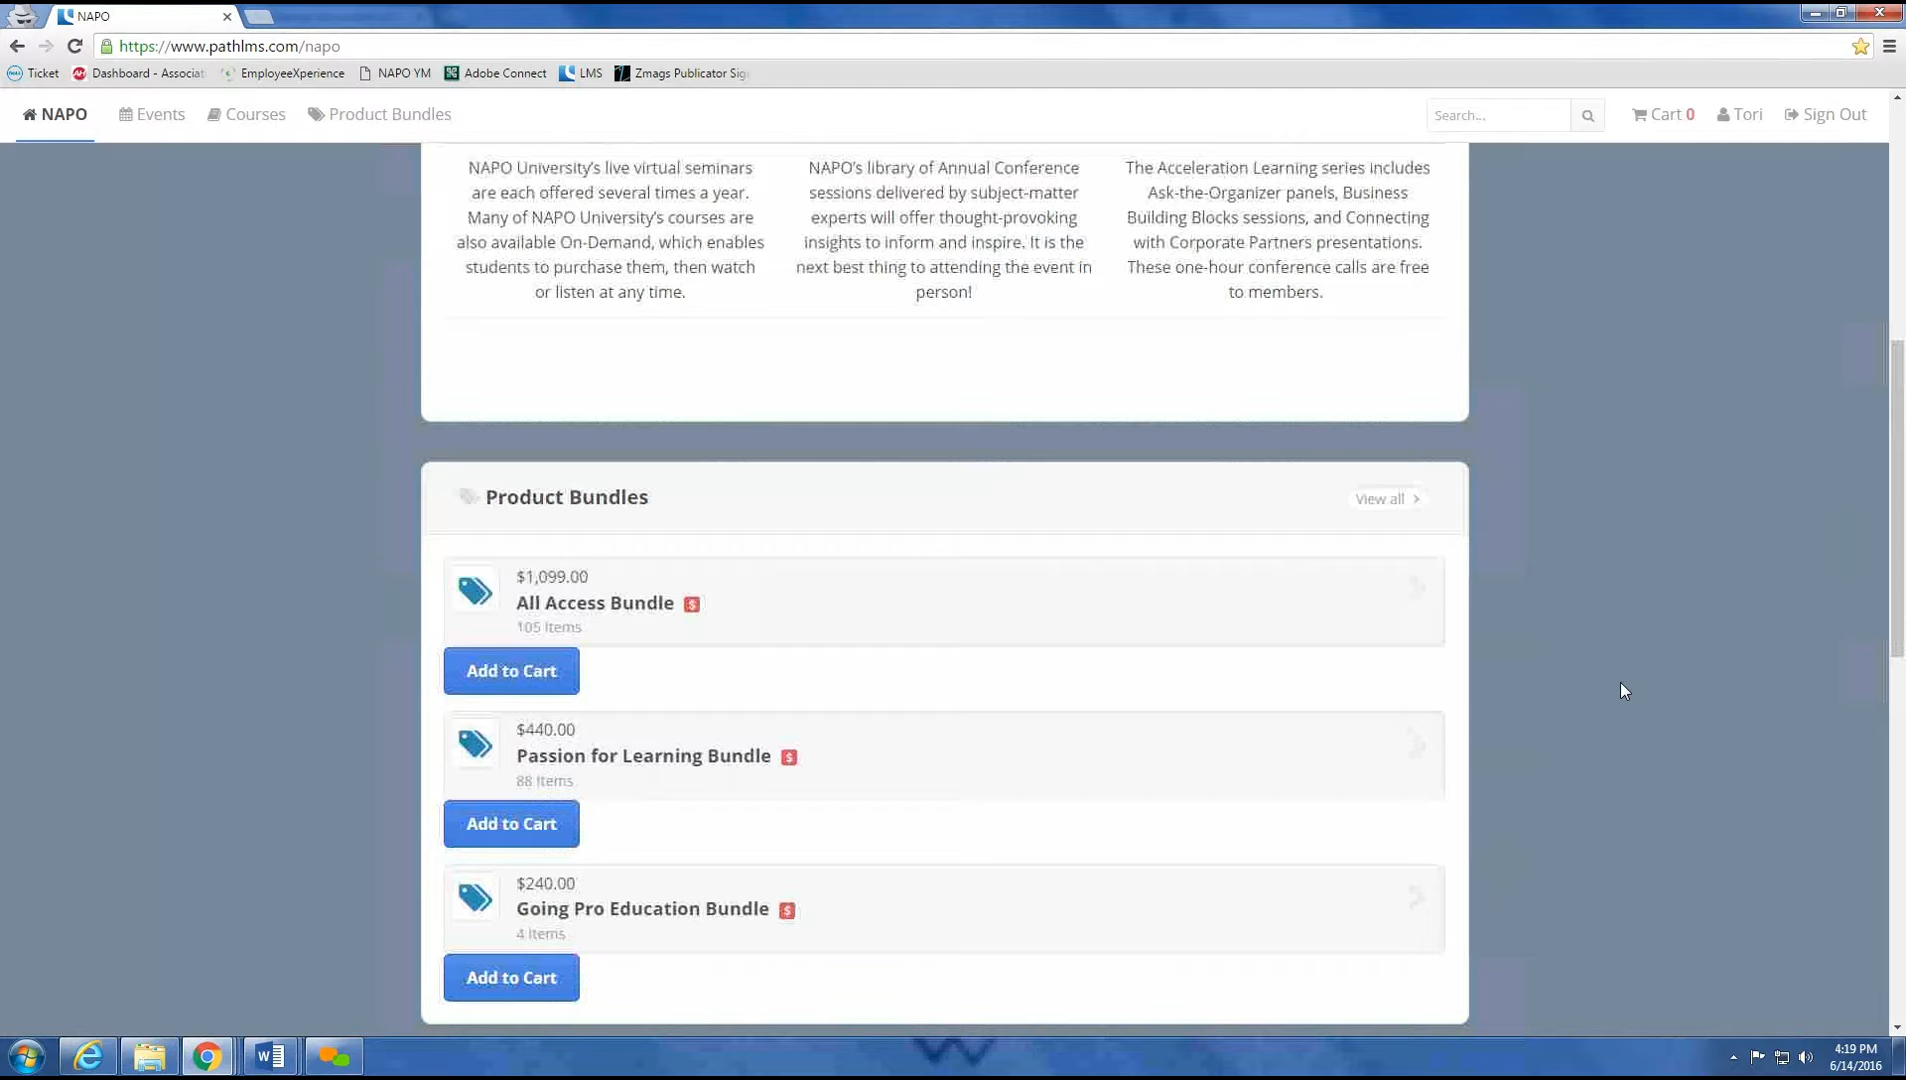 NAPO
https://www.pathlms.com/napo
Ticket
Dashboard - Associat
EmployeeXperience
NAPO YM
Adobe Connect
LMS
Zmags Publicator Sig
NAPO
Events
Courses
Product Bundles
Search...
Cart 0
Tori
Sign Out
NAPO University's live virtual seminars
are each offered several times a year.
Many of NAPO University's courses are
also available On-Demand, which enables
students to purchase them, then watch
or listen at any time.
NAPO's library of Annual Conference
sessions delivered by subject-matter
experts will offer thought-provoking
insights to inform and inspire. It is the
next best thing to attending the event in
person!
The Acceleration Learning series includes
Ask-the-Organizer panels, Business
Building Blocks sessions, and Connecting
with Corporate Partners presentations.
These one-hour conference calls are free
to members.
Product Bundles
View all
$1,099.00
All Access Bundle $
105 Items
Add to Cart
$440.00
Passion for Learning Bundle $
88 Items
Add to Cart
$240.00
Going Pro Education Bundle $
4 Items
Add to Cart
4:19 PM
6/14/2016